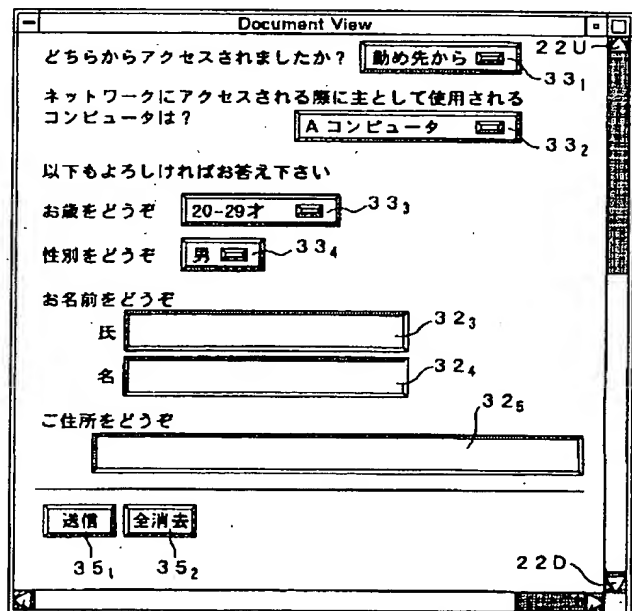 Document View
どちらからアクセスされましたか？ 勤め先から
22U
33₁
ネットワークにアクセスされる際に主として使用される
コンピュータは？ A コンピュータ
33₂
以下もよろしければお答え下さい
お歳をどうぞ 20-29才 33₃
性別をどうぞ 男 33₄
お名前をどうぞ
氏 32₃
名 32₄
ご住所をどうぞ 32₅
送信 全消去
35₁ 35₂ 22D